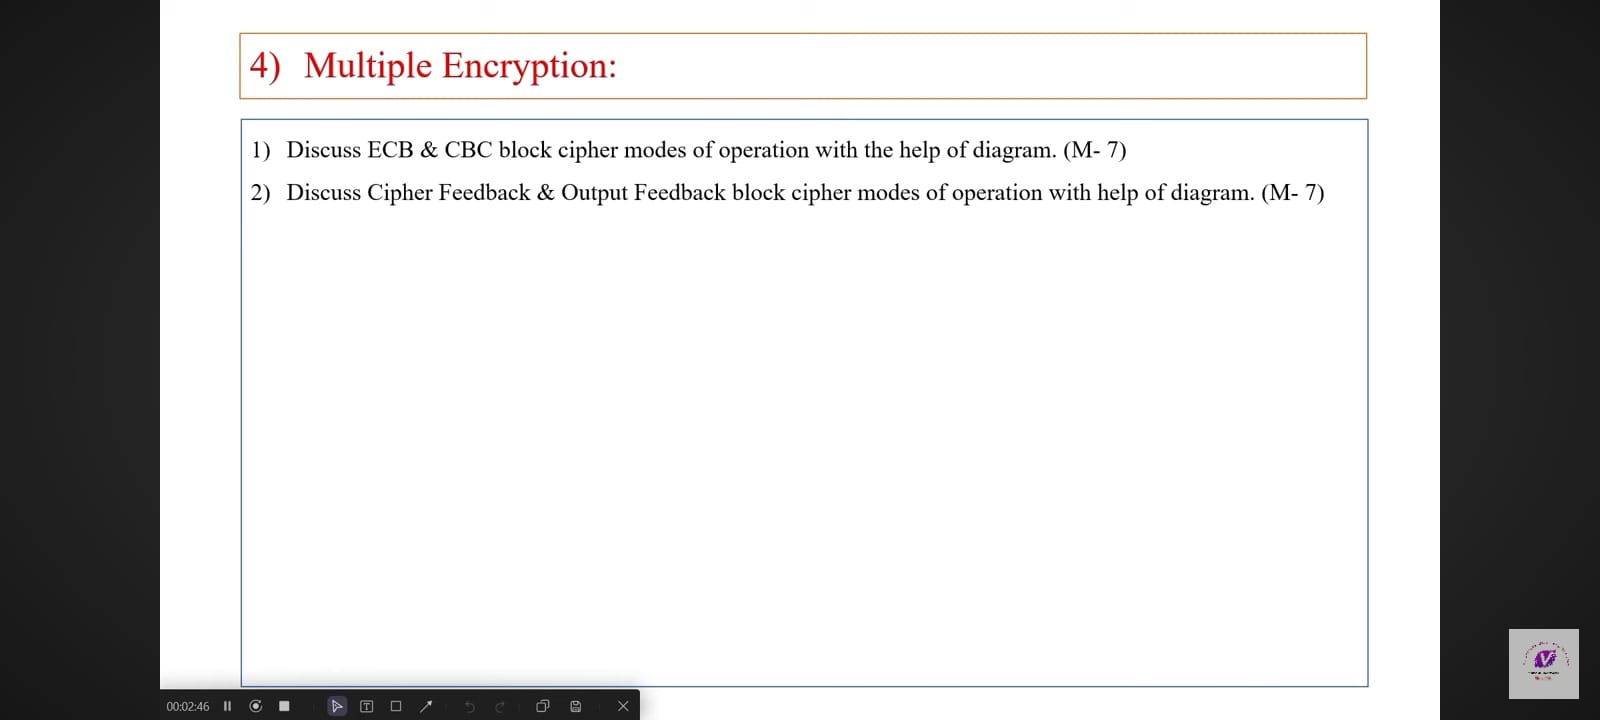 4) Multiple Encryption:
1) Discuss ECB & CBC block cipher modes of operation with the help of diagram. (M- 7)
2) Discuss Cipher Feedback & Output Feedback block cipher modes of operation with help of diagram. (M- 7)
00:02:46